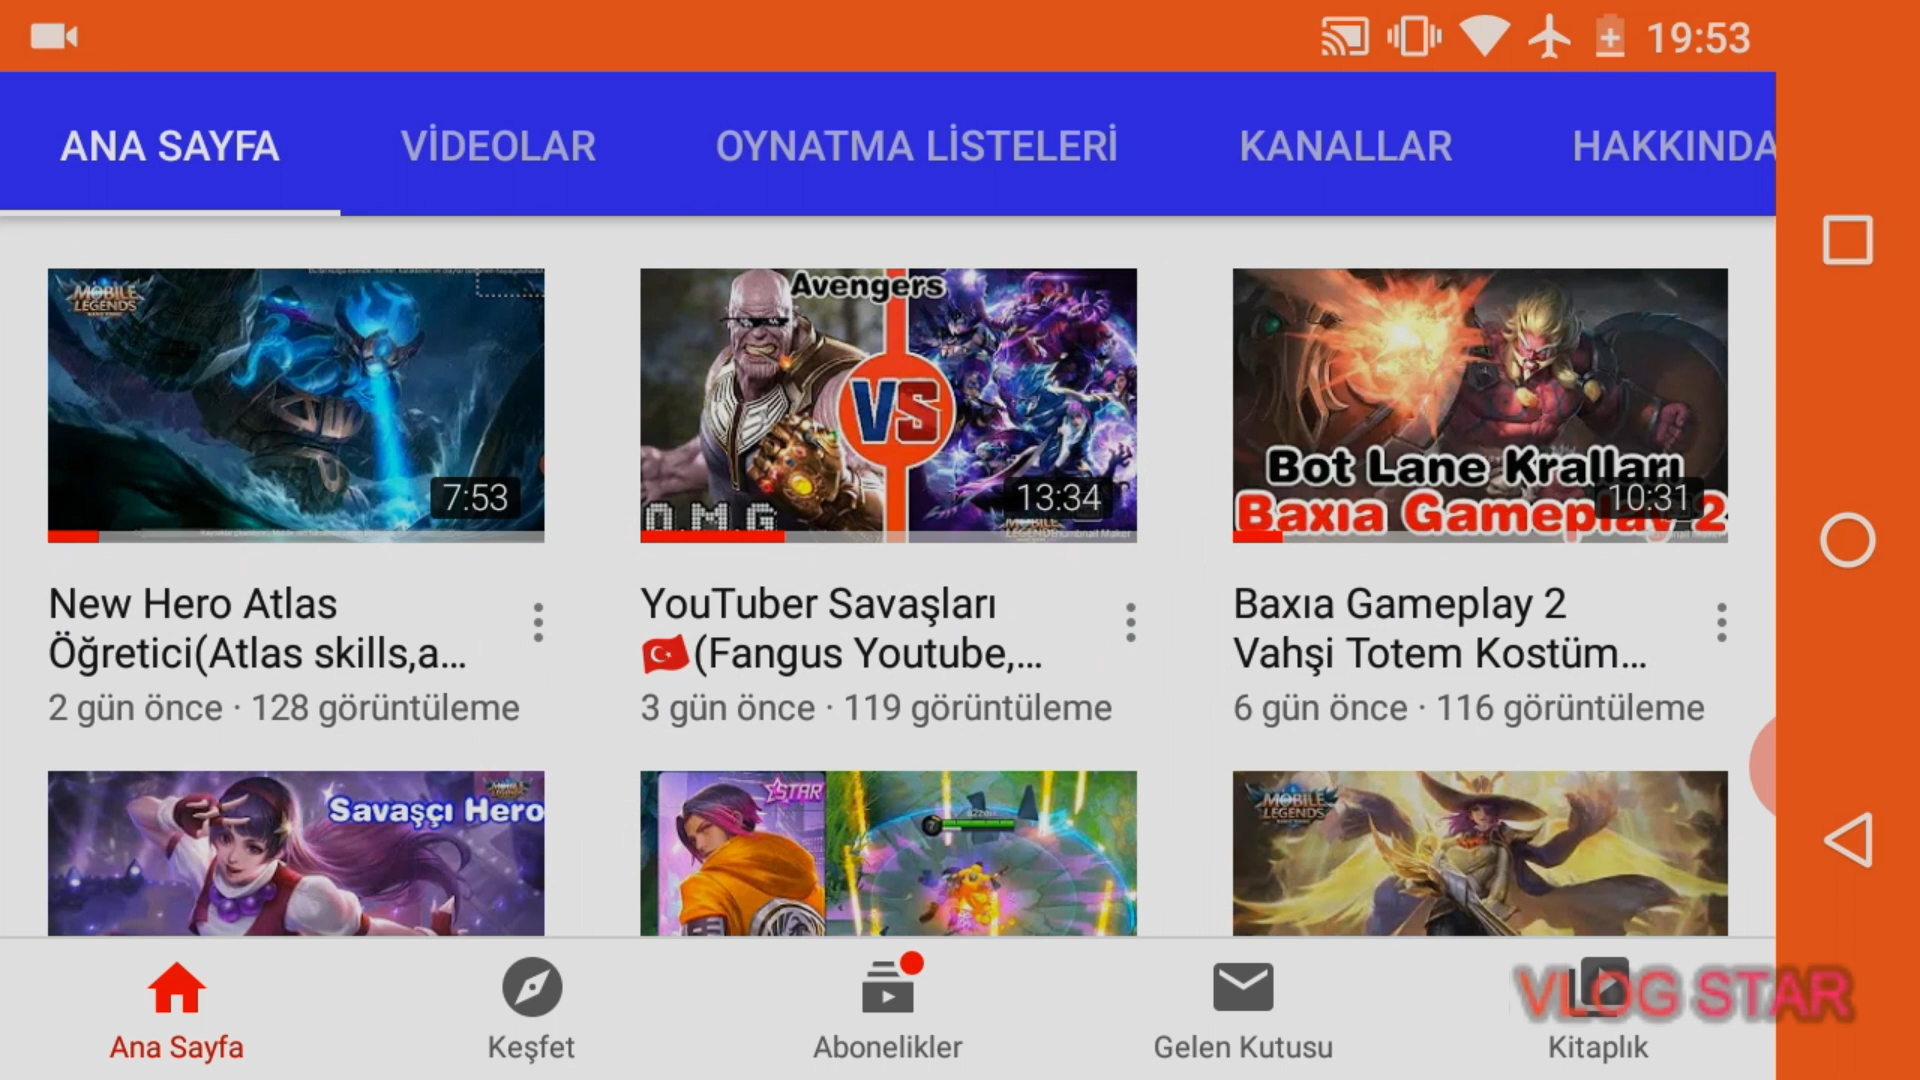 19:53
ANA SAYFA
VİDEOLAR
OYNATMA LİSTELERİ
KANALLAR
HAKKINDA
MOBILE
LEGENDS
7:53
Avengers
VS
O.M.G
13:34
Bot Lane Kralları
10:31
Baxıa Gameplay 2
New Hero Atlas
Öğretici(Atlas skills,a...
2 gün önce · 128 görüntüleme
YouTuber Savaşları
🇹🇷(Fangus Youtube,...
3 gün önce · 119 görüntüleme
Baxıa Gameplay 2
Vahşi Totem Kostüm...
6 gün önce · 116 görüntüleme
Savaşçı Hero
STAR
MOBILE
LEGENDS
Ana Sayfa
Keşfet
Abonelikler
Gelen Kutusu
Kitaplık
VLOG STAR